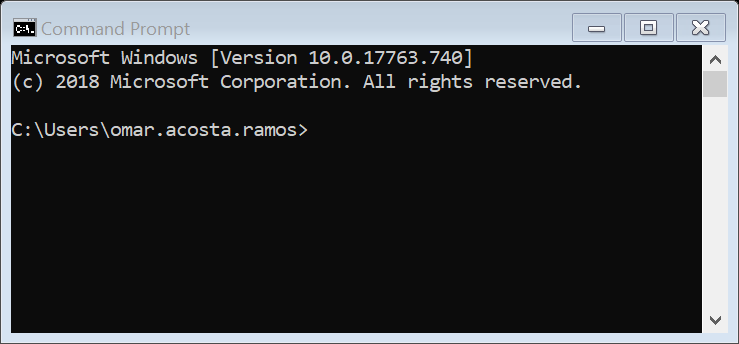 Command Prompt
Microsoft Windows [Version 10.0.17763.740]
(c) 2018 Microsoft Corporation. All rights reserved.
C:\Users\omar.acosta.ramos>